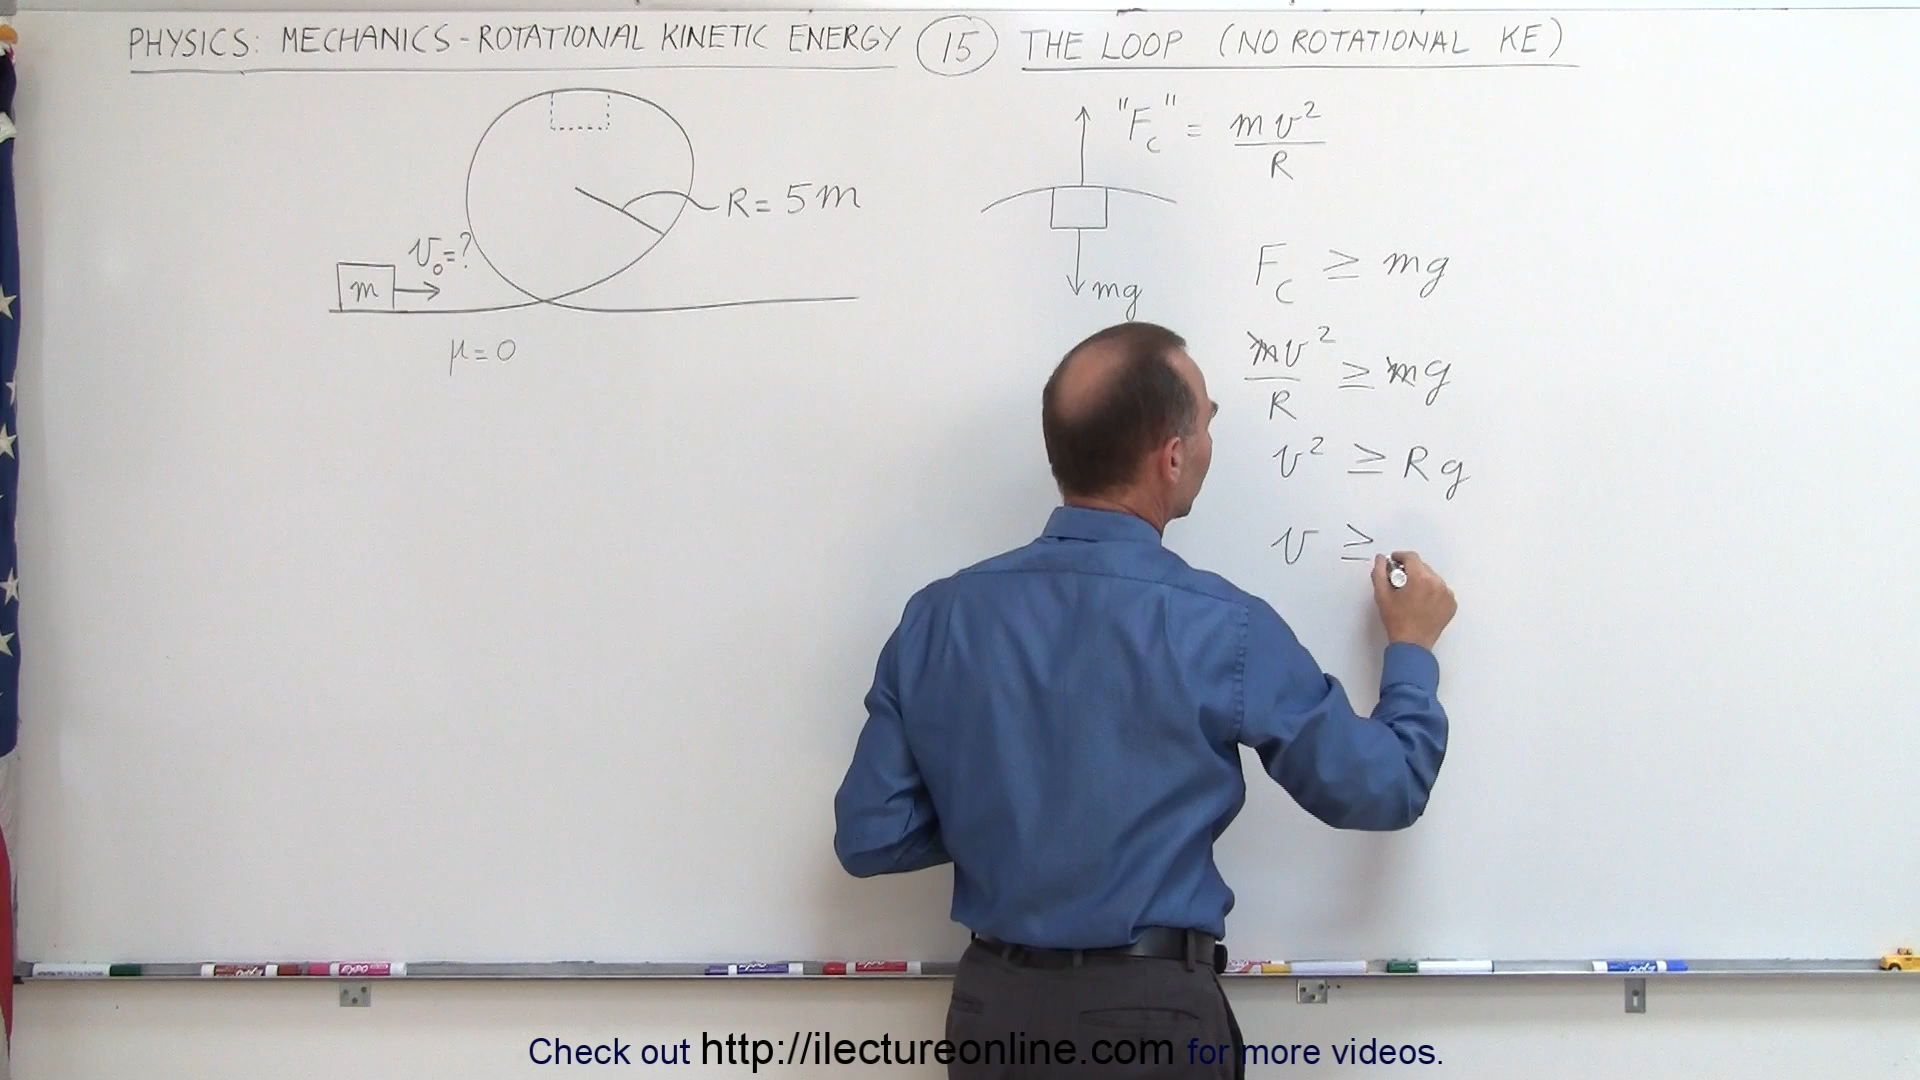 PHYSICS: MECHANICS - ROTATIONAL KINETIC ENERGY 15 THE LOOP (NO ROTATIONAL KE)
R = 5m
v₀ = ?
m
μ = 0
"F_c" = mv²/R
mg
F_c ≥ mg
mv²/R ≥ mg
v² ≥ Rg
v ≥
Check out http://ilectureonline.com for more videos.